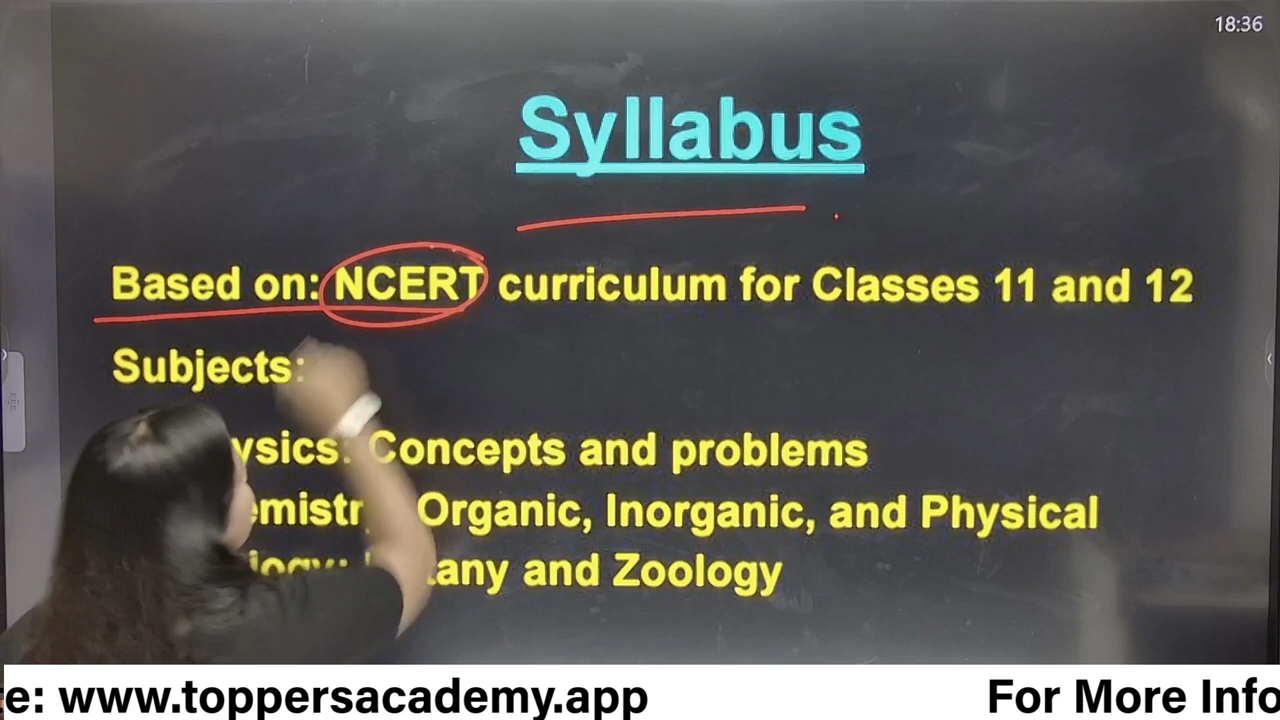 18:36
Syllabus
Based on: NCERT curriculum for Classes 11 and 12
Subjects:
Concepts and problems
Organic, Inorganic, and Physical
and Zoology
www.toppersacademy.app
For More